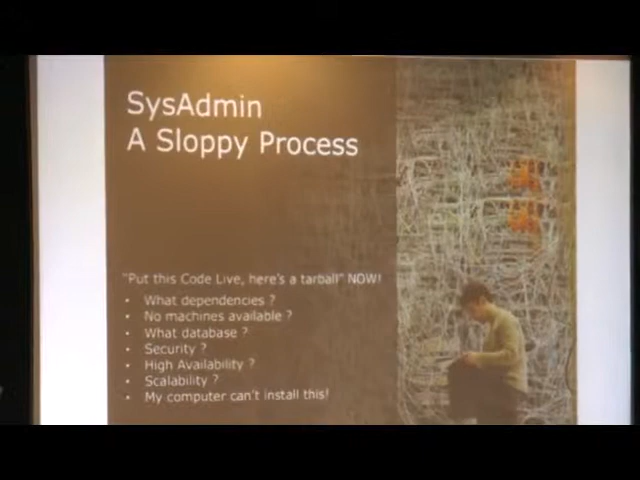 SysAdmin
A Sloppy Process
"Put this Code Live, here's a tarball" NOW!
• What dependencies ?
• No machines available ?
• What database ?
• Security ?
• High Availability ?
• Scalability ?
• My computer can't install this!